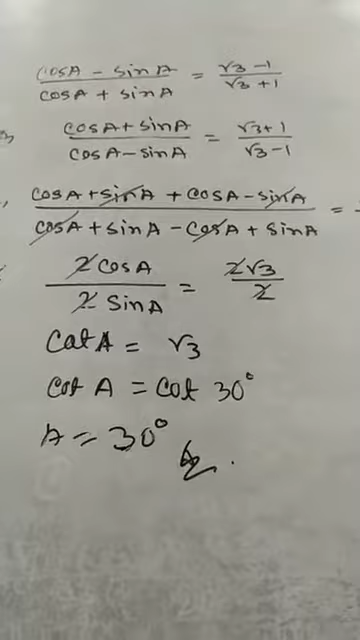 (cosA - sinA)/(cosA + sinA) = (√3 - 1)/(√3 + 1)
(cosA + sinA)/(cosA - sinA) = (√3 + 1)/(√3 - 1)
(cosA + sinA + cosA - sinA)/(cosA + sinA - cosA + sinA) =
2 cosA/2 sinA = 2√3/2
Cat A = √3
cot A = cot 30°
A = 30°